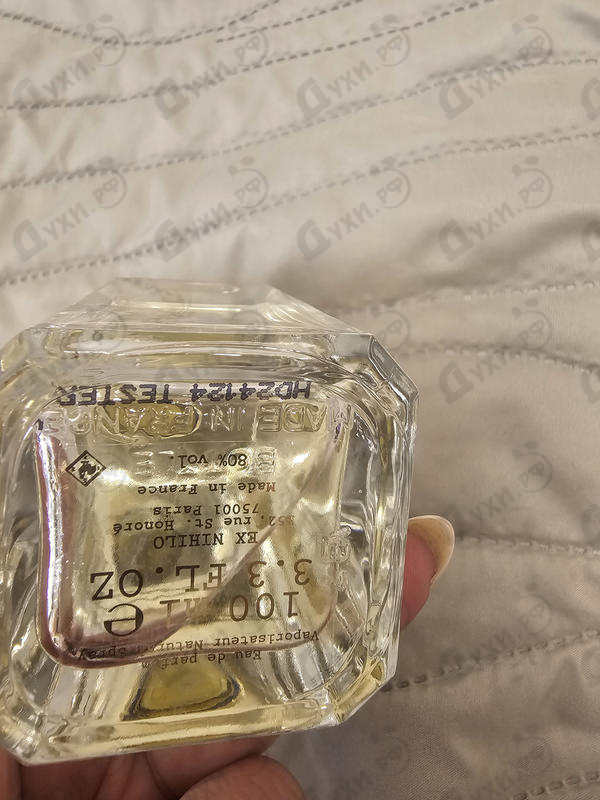 Eau de parfum
Vaporisateur Natural Spray
100 ml e
3.3 FL.OZ
EX NIHILO
352, rue St. Honoré
75001 Paris
Made in France
80% vol.
MADE IN FRANCE
HD24124 TESTER
Духи.рф